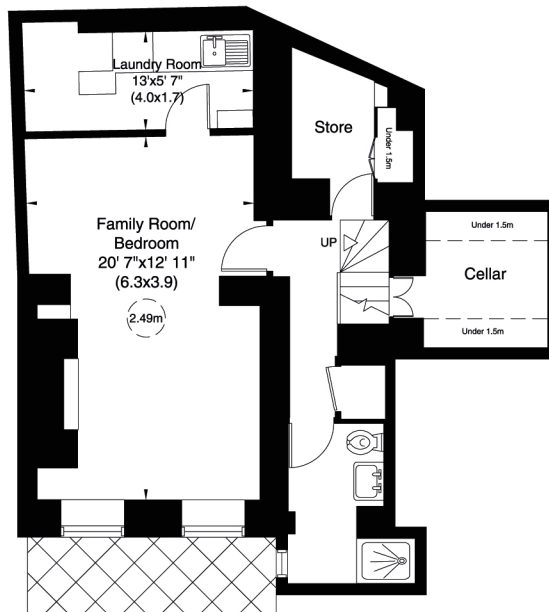 Laundry Room
13'x5' 7"
(4.0x1.7)
Store
Under 1.5m
Family Room/
Bedroom
20' 7"x12' 11"
(6.3x3.9)
2.49m
UP
Under 1.5m
Cellar
Under 1.5m